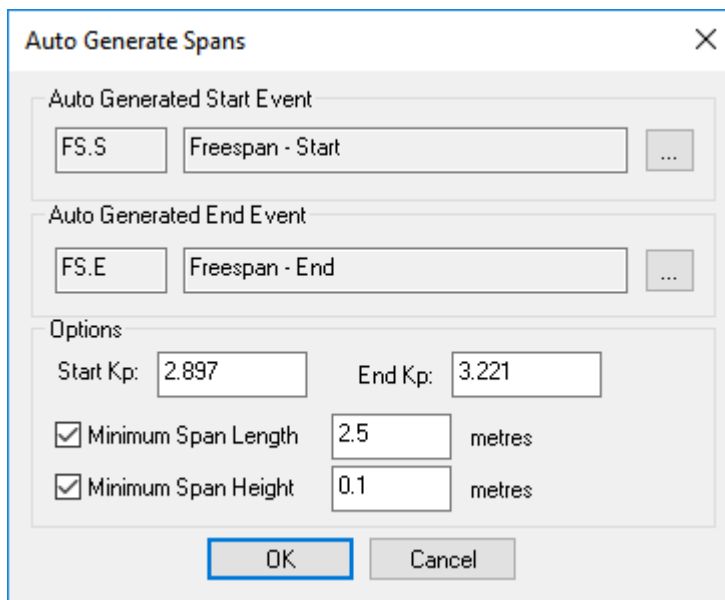 Auto Generate Spans
Auto Generated Start Event
FS.S Freespan - Start ...
Auto Generated End Event
FS.E Freespan - End ...
Options
Start Kp: 2.897 End Kp: 3.221
Minimum Span Length 2.5 metres
Minimum Span Height 0.1 metres
OK Cancel